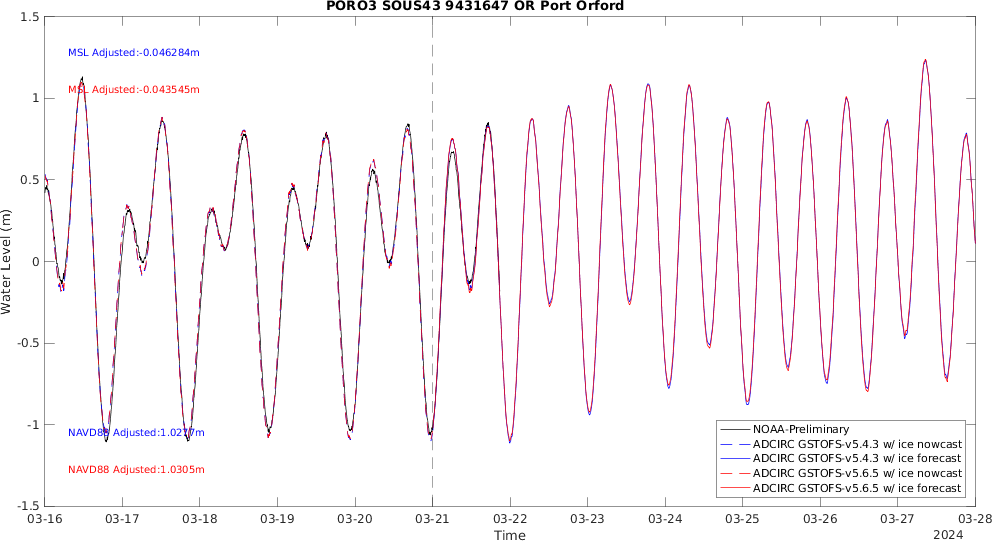 PORO3 SOUS43 9431647 OR Port Orford
1.5
1
0.5
0
-0.5
-1
-1.5
Water Level (m)
MSL Adjusted:-0.046284m
MSL Adjusted:-0.043545m
NAVD88 Adjusted:1.0277m
NAVD88 Adjusted:1.0305m
NOAA-Preliminary
ADCIRC GSTOFS-v5.4.3 w/ ice nowcast
ADCIRC GSTOFS-v5.4.3 w/ ice forecast
ADCIRC GSTOFS-v5.6.5 w/ ice nowcast
ADCIRC GSTOFS-v5.6.5 w/ ice forecast
03-16 03-17 03-18 03-19 03-20 03-21 03-22 03-23 03-24 03-25 03-26 03-27 03-28
Time
2024